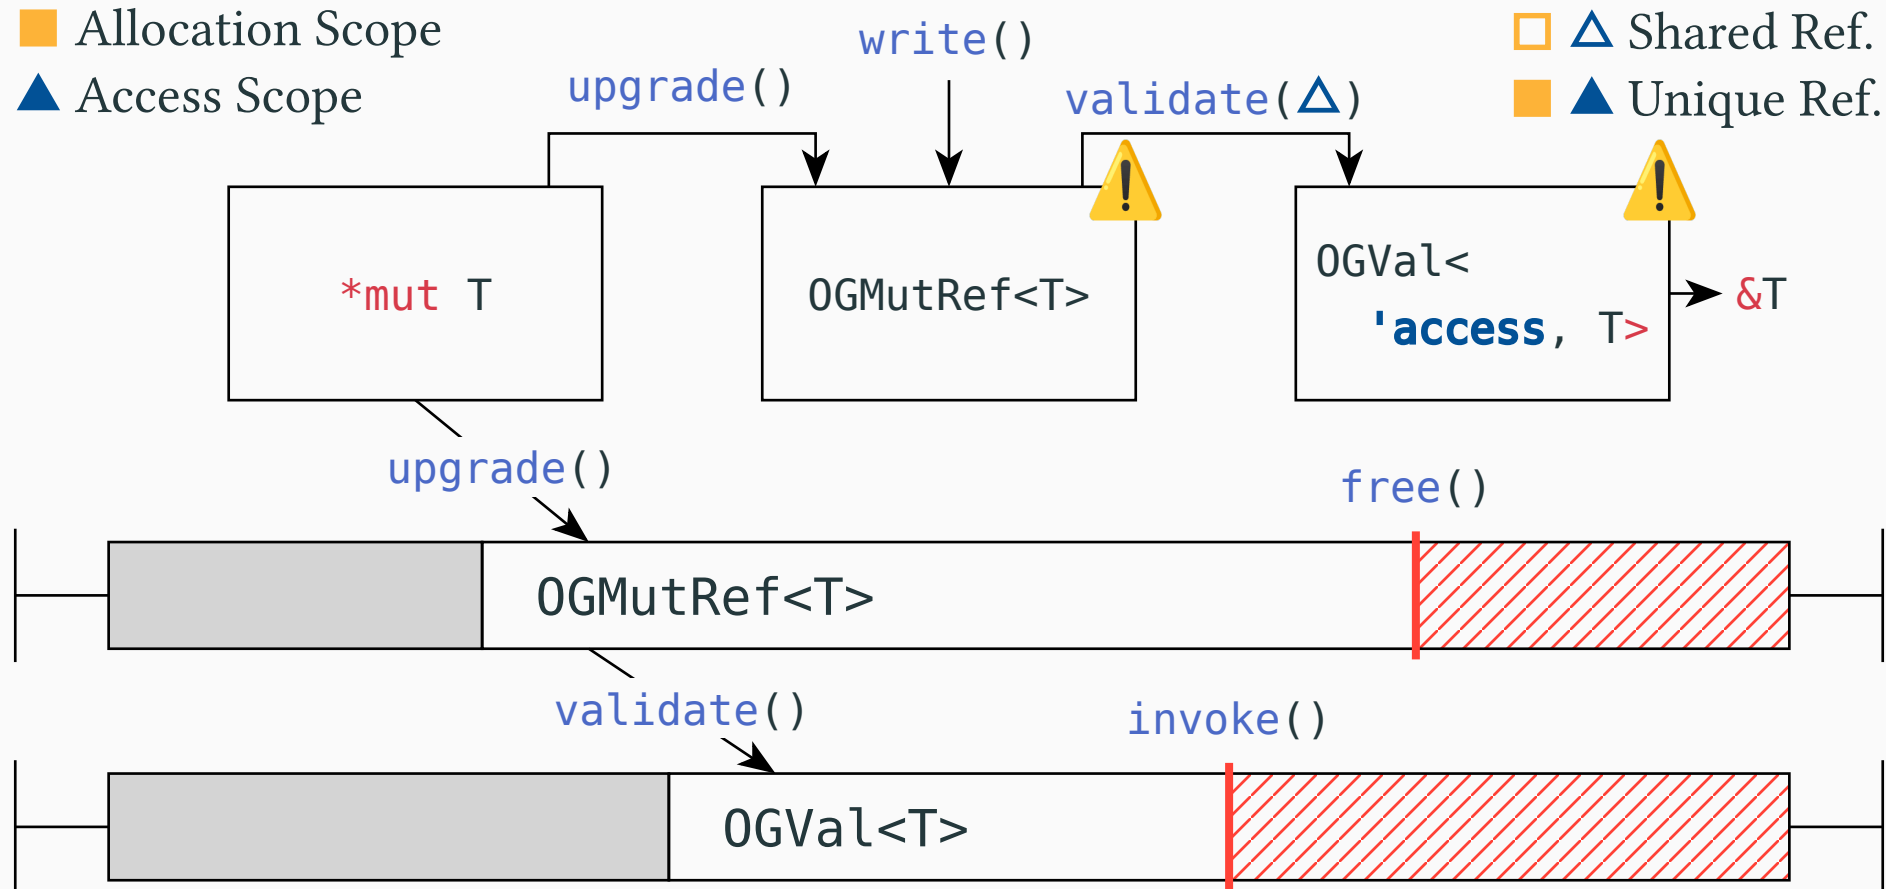 Allocation Scope
Access Scope
Shared Ref.
Unique Ref.
upgrade()
write()
validate(△)
*mut T
OGMutRef<T>
OGVal<
'access, T>
&T
upgrade()
free()
OGMutRef<T>
validate()
invoke()
OGVal<T>